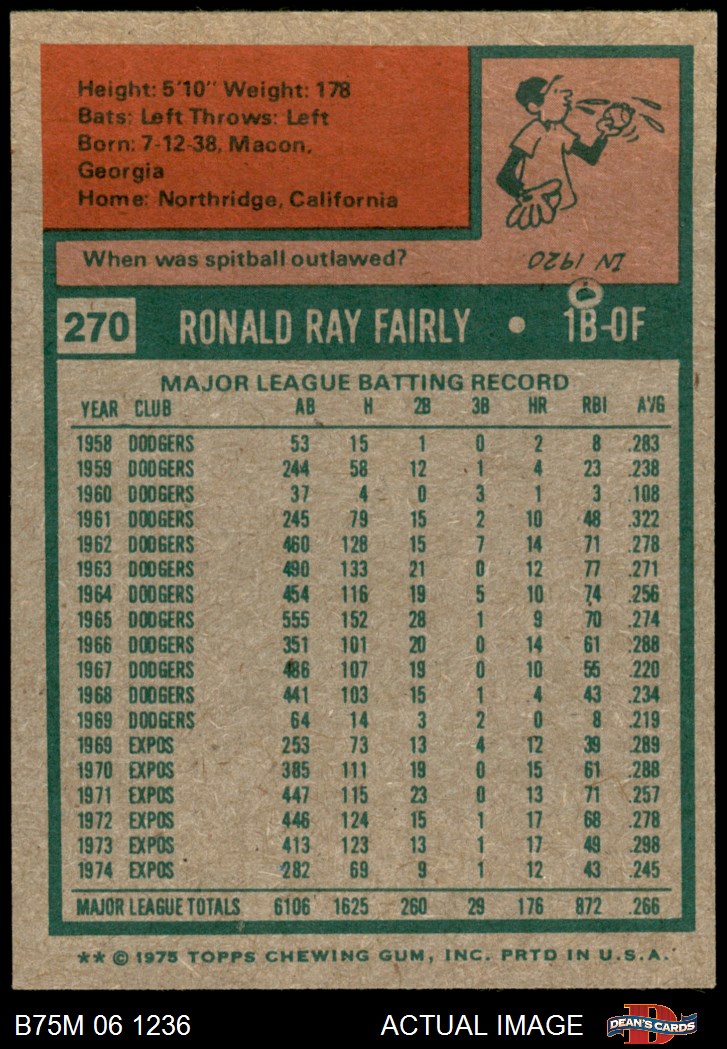 Height: 5'10" Weight: 178
Bats: Left Throws: Left
Born: 7-12-38, Macon,
Georgia
Home: Northridge, California
When was spitball outlawed?
IN 1920
270 RONALD RAY FAIRLY • 1B-OF
MAJOR LEAGUE BATTING RECORD
YEAR CLUB AB H 2B 3B HR RBI AVG
1958 DODGERS 53 15 1 0 2 8 .283
1959 DODGERS 244 58 12 1 4 23 .238
1960 DODGERS 37 4 0 3 1 3 .108
1961 DODGERS 245 79 15 2 10 48 .322
1962 DODGERS 460 128 15 7 14 71 .278
1963 DODGERS 490 133 21 0 12 77 .271
1964 DODGERS 454 116 19 5 10 74 .256
1965 DODGERS 555 152 28 1 9 70 .274
1966 DODGERS 351 101 20 0 14 61 .288
1967 DODGERS 486 107 19 0 10 55 .220
1968 DODGERS 441 103 15 1 4 43 .234
1969 DODGERS 64 14 3 2 0 8 .219
1969 EXPOS 253 73 13 4 12 39 .289
1970 EXPOS 385 111 19 0 15 61 .288
1971 EXPOS 447 115 23 0 13 71 .257
1972 EXPOS 446 124 15 1 17 68 .278
1973 EXPOS 413 123 13 1 17 49 .298
1974 EXPOS 282 69 9 1 12 43 .245
MAJOR LEAGUE TOTALS 6106 1625 260 29 176 872 .266
** © 1975 TOPPS CHEWING GUM, INC. PRTD IN U.S.A.
B75M 06 1236 ACTUAL IMAGE D DEAN'S CARDS